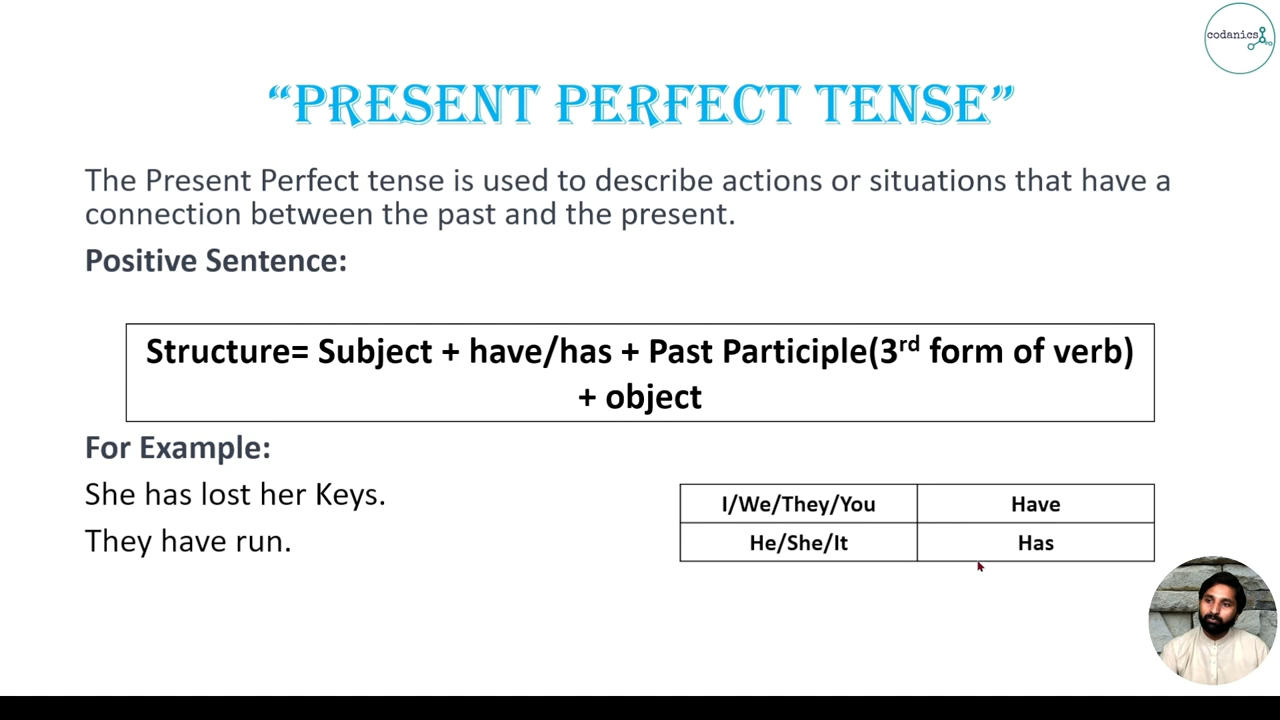 codanics
“PRESENT PERFECT TENSE”
The Present Perfect tense is used to describe actions or situations that have a
connection between the past and the present.
Positive Sentence:
Structure= Subject + have/has + Past Participle(3rd form of verb)
+ object
For Example:
She has lost her Keys.
They have run.
I/We/They/You Have
He/She/It Has